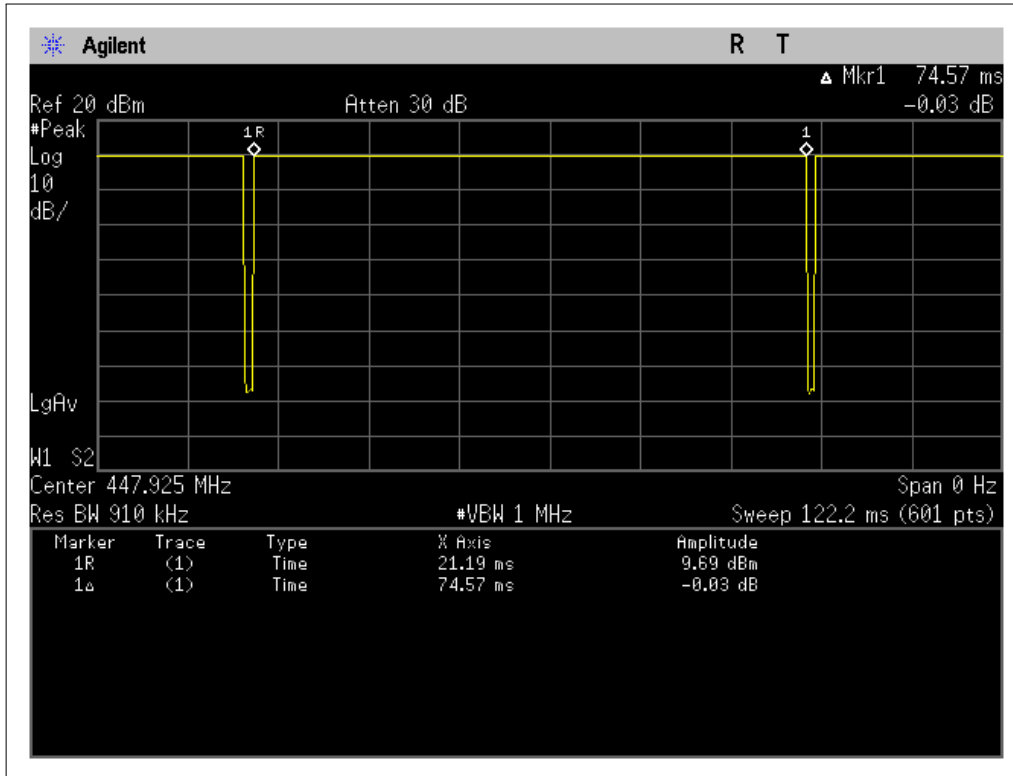 Agilent
R T
Δ Mkr1 74.57 ms
Ref 20 dBm Atten 30 dB −0.03 dB
#Peak
Log
10
dB/
1R
1
LgAv
W1 S2
Center 447.925 MHz Span 0 Hz
Res BW 910 kHz #VBW 1 MHz Sweep 122.2 ms (601 pts)
Marker Trace Type X Axis Amplitude
1R (1) Time 21.19 ms 9.69 dBm
1Δ (1) Time 74.57 ms −0.03 dB